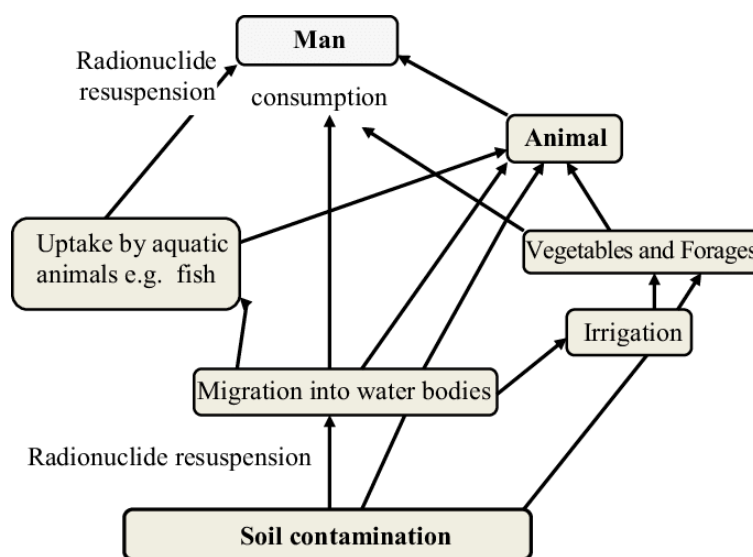 Man
Radionuclide
resuspension
consumption
Animal
Uptake by aquatic
animals e.g. fish
Vegetables and Forages
Irrigation
Migration into water bodies
Radionuclide resuspension
Soil contamination